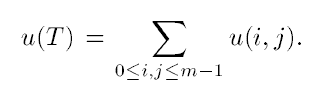 u(T) = ∑_{0≤i,j≤m−1} u(i, j).